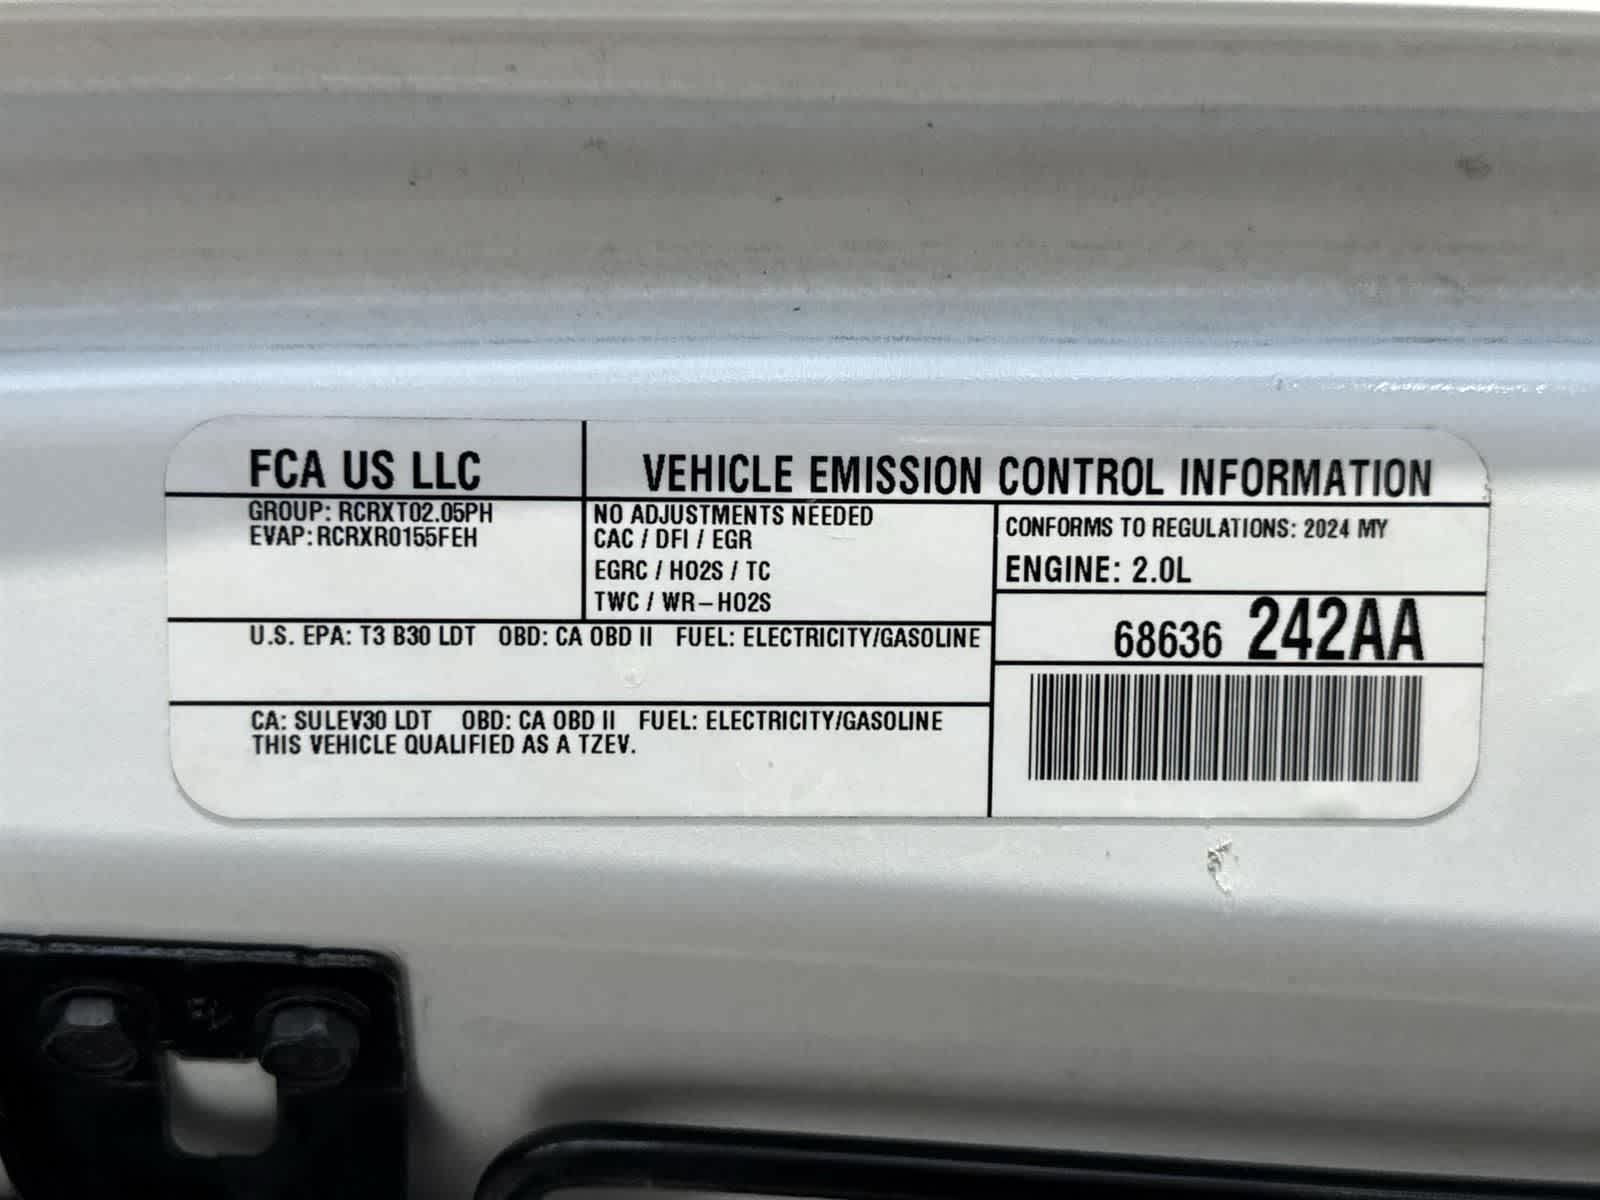 FCA US LLC
VEHICLE EMISSION CONTROL INFORMATION
GROUP: RCRXT02.05PH
EVAP: RCRXR0155FEH
NO ADJUSTMENTS NEEDED
CAC / DFI / EGR
EGRC / HO2S / TC
TWC / WR-HO2S
CONFORMS TO REGULATIONS: 2024 MY
ENGINE: 2.0L
68636 242AA
U.S. EPA: T3 B30 LDT OBD: CA OBD II FUEL: ELECTRICITY/GASOLINE
CA: SULEV30 LDT OBD: CA OBD II FUEL: ELECTRICITY/GASOLINE
THIS VEHICLE QUALIFIED AS A TZEV.